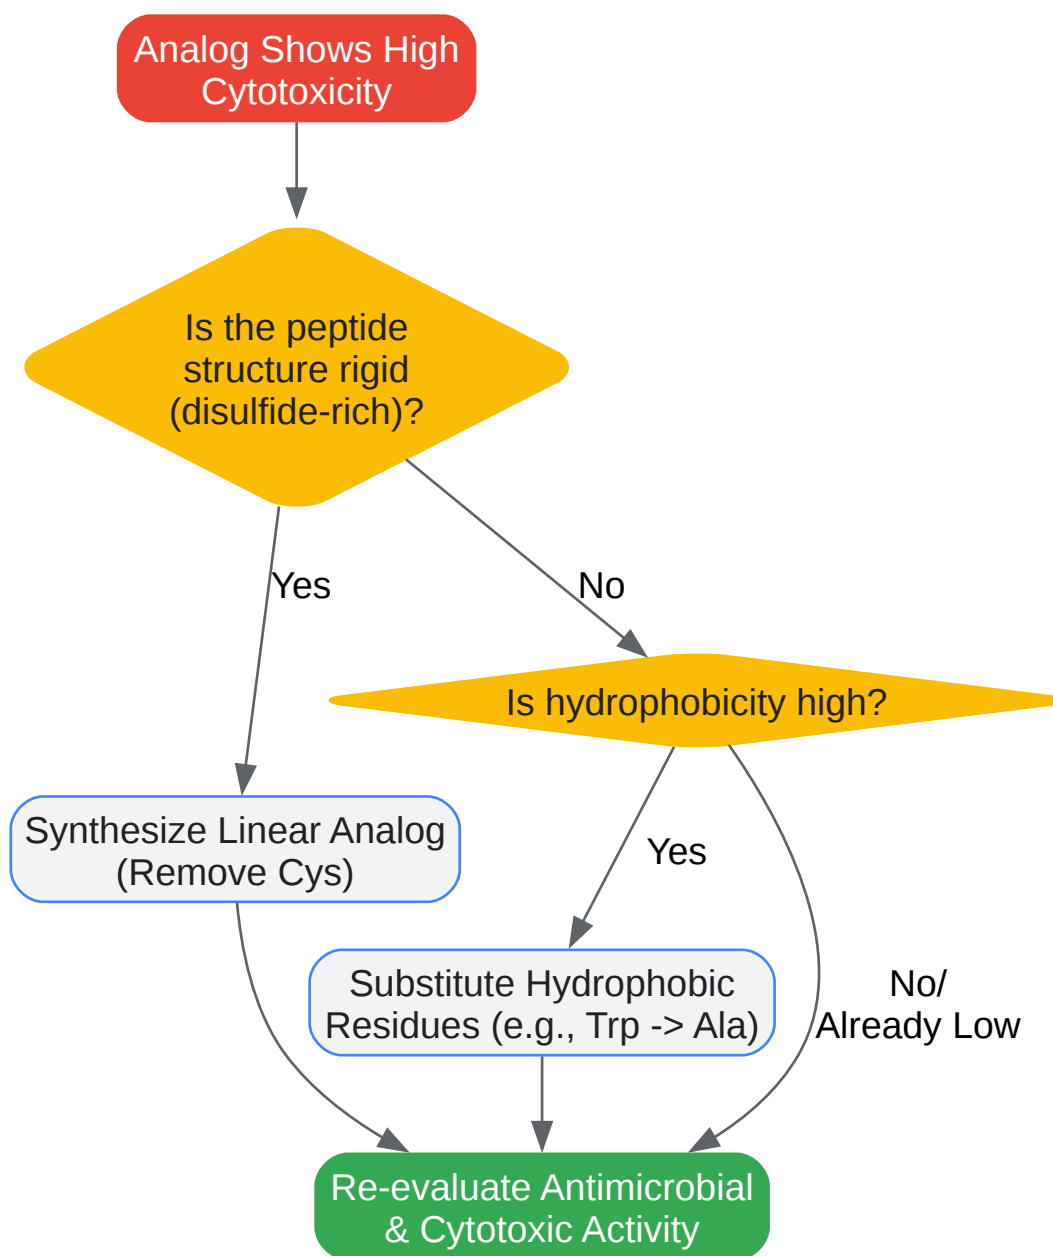 Analog Shows High
Cytotoxicity
Is the peptide
structure rigid
(disulfide-rich)?
Yes
No
Is hydrophobicity high?
Synthesize Linear Analog
(Remove Cys)
Yes
Substitute Hydrophobic
Residues (e.g., Trp -> Ala)
No/
Already Low
Re-evaluate Antimicrobial
& Cytotoxic Activity